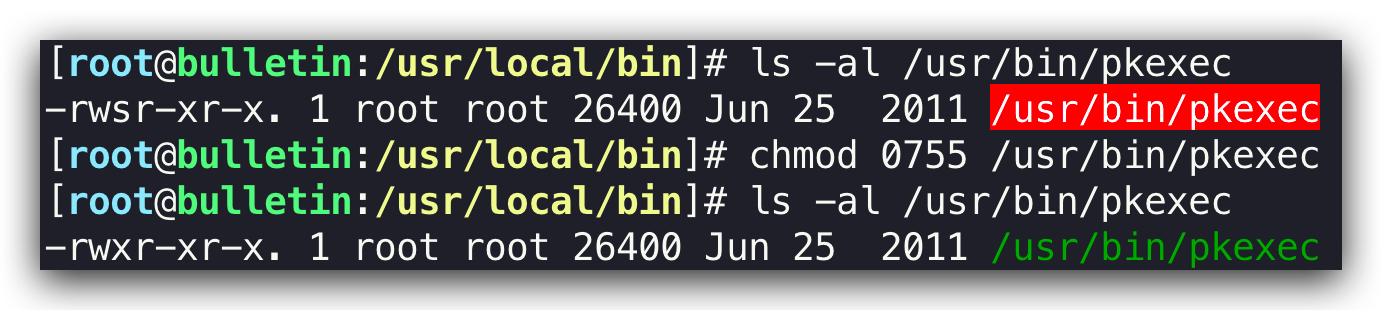 [root@bulletin:/usr/local/bin]# ls -al /usr/bin/pkexec
-rwsr-xr-x. 1 root root 26400 Jun 25  2011 /usr/bin/pkexec
[root@bulletin:/usr/local/bin]# chmod 0755 /usr/bin/pkexec
[root@bulletin:/usr/local/bin]# ls -al /usr/bin/pkexec
-rwxr-xr-x. 1 root root 26400 Jun 25  2011 /usr/bin/pkexec